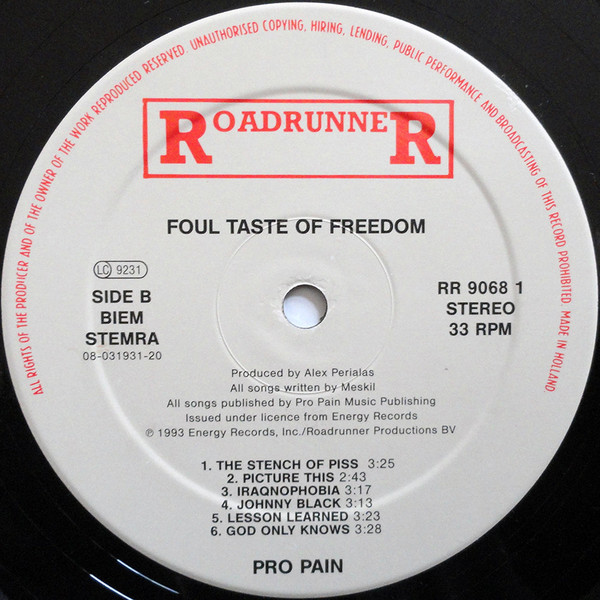 ALL RIGHTS OF THE PRODUCER AND OF THE OWNER OF THE WORK REPRODUCED RESERVED. UNAUTHORISED COPYING, HIRING, LENDING, PUBLIC PERFORMANCE AND BROADCASTING OF THIS RECORD PROHIBITED. MADE IN HOLLAND
ROADRUNNER
FOUL TASTE OF FREEDOM
LC 9231
SIDE B
BIEM
STEMRA
08-031931-20
RR 9068 1
STEREO
33 RPM
Produced by Alex Perialas
All songs written by Meskil
All songs published by Pro Pain Music Publishing
Issued under licence from Energy Records
℗ 1993 Energy Records, Inc./Roadrunner Productions BV
1. THE STENCH OF PISS 3:25
2. PICTURE THIS 2:43
3. IRAQNOPHOBIA 3:17
4. JOHNNY BLACK 3:13
5. LESSON LEARNED 3:23
6. GOD ONLY KNOWS 3:28
PRO PAIN